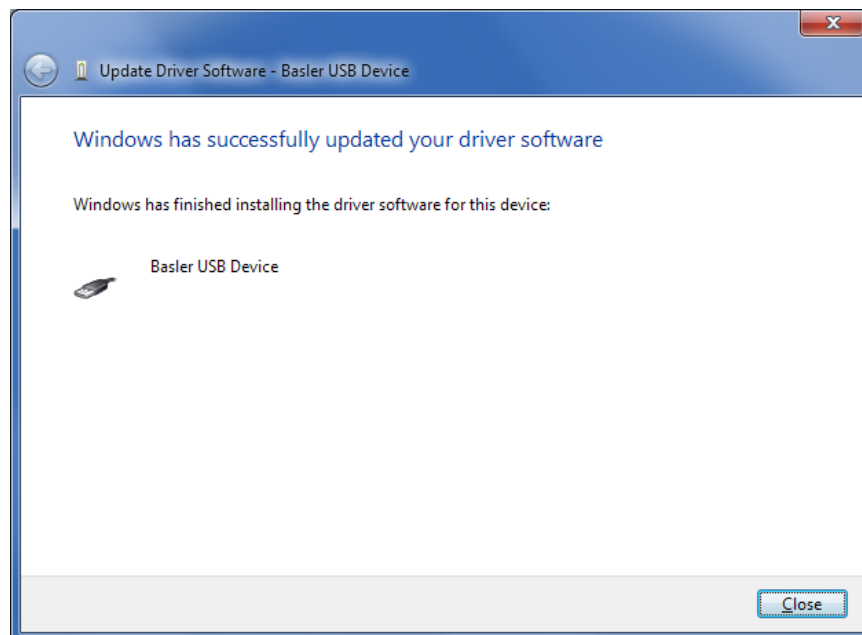 Update Driver Software - Basler USB Device
Windows has successfully updated your driver software
Windows has finished installing the driver software for this device:
Basler USB Device
Close